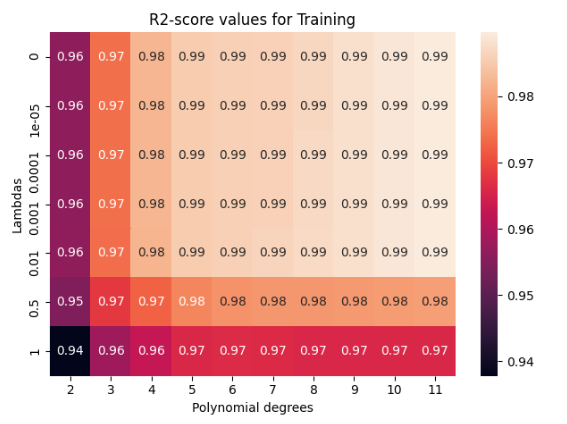 R2-score values for Training
0 0.96 0.97 0.98 0.99 0.99 0.99 0.99 0.99 0.99 0.99
1e-05 0.96 0.97 0.98 0.99 0.99 0.99 0.99 0.99 0.99 0.99
0.0001 0.96 0.97 0.98 0.99 0.99 0.99 0.99 0.99 0.99 0.99
0.001 0.96 0.97 0.98 0.99 0.99 0.99 0.99 0.99 0.99 0.99
0.01 0.96 0.97 0.98 0.99 0.99 0.99 0.99 0.99 0.99 0.99
0.5 0.95 0.97 0.97 0.98 0.98 0.98 0.98 0.98 0.98 0.98
1 0.94 0.96 0.96 0.97 0.97 0.97 0.97 0.97 0.97 0.97
2 3 4 5 6 7 8 9 10 11
Polynomial degrees
Lambdas
0.98
0.97
0.96
0.95
0.94